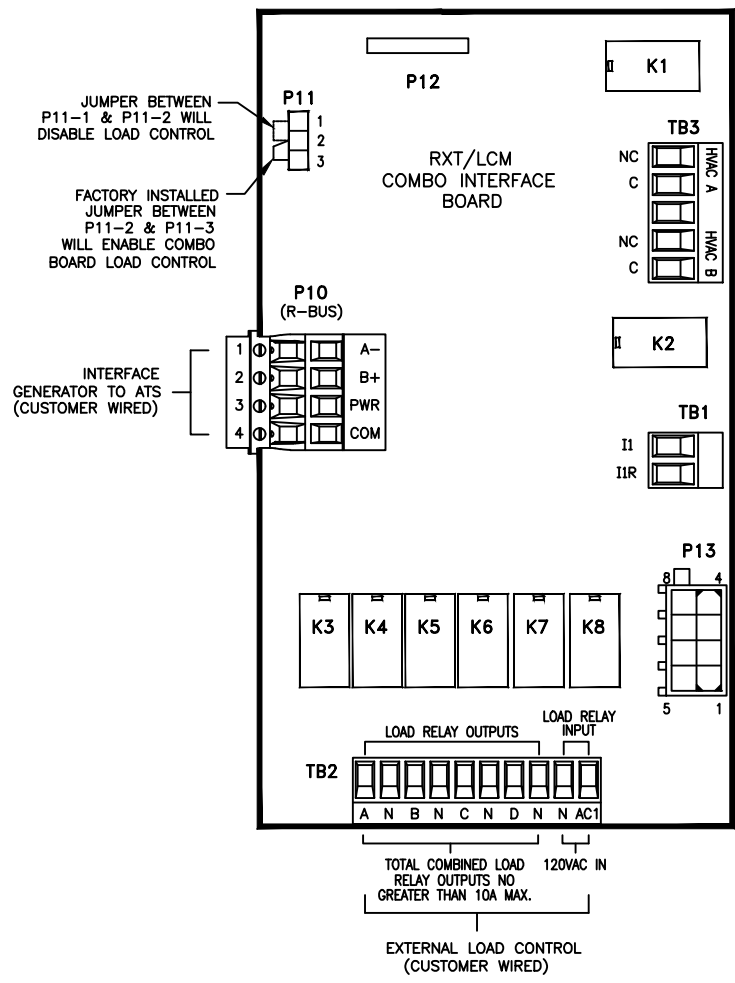 P12
K1
JUMPER BETWEEN
P11-1 & P11-2 WILL
DISABLE LOAD CONTROL
P11
1
2
3
FACTORY INSTALLED
JUMPER BETWEEN
P11-2 & P11-3
WILL ENABLE COMBO
BOARD LOAD CONTROL
RXT/LCM
COMBO INTERFACE
BOARD
TB3
NC
C
NC
C
HVAC A
HVAC B
P10
(R-BUS)
K2
INTERFACE
GENERATOR TO ATS
(CUSTOMER WIRED)
1 A-
2 B+
3 PWR
4 COM
TB1
I1
I1R
P13
8 4
5 1
K3 K4 K5 K6 K7 K8
LOAD RELAY OUTPUTS
LOAD RELAY
INPUT
TB2
A N B N C N D N N AC1
TOTAL COMBINED LOAD
RELAY OUTPUTS NO
GREATER THAN 10A MAX.
120VAC IN
EXTERNAL LOAD CONTROL
(CUSTOMER WIRED)